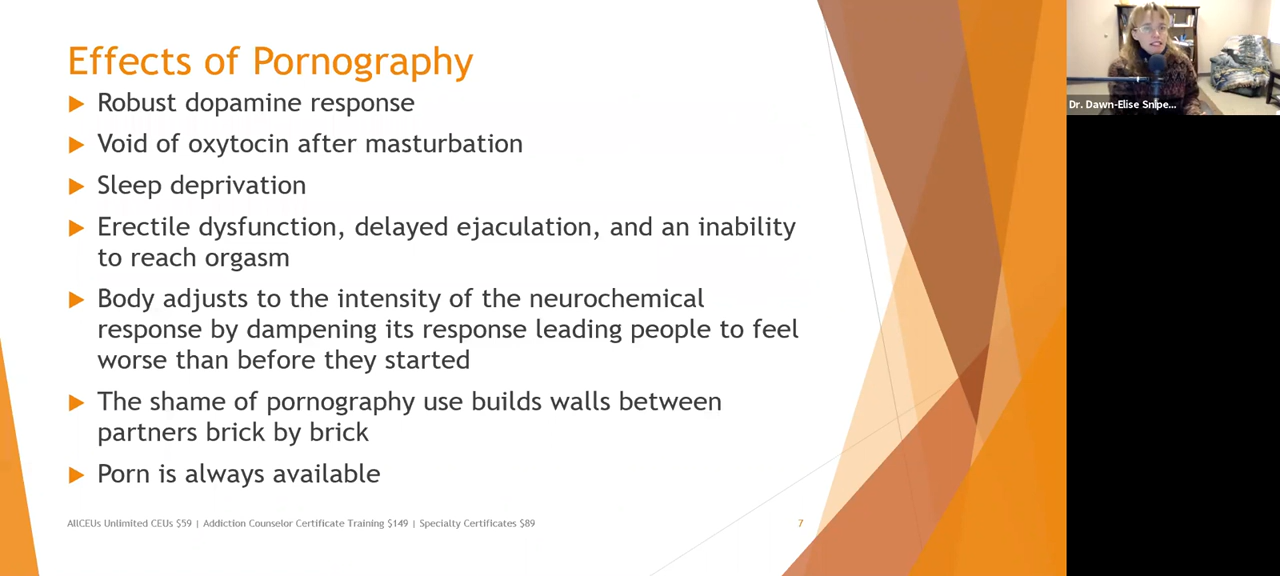 Effects of Pornography
Robust dopamine response
Void of oxytocin after masturbation
Sleep deprivation
Erectile dysfunction, delayed ejaculation, and an inability
to reach orgasm
Body adjusts to the intensity of the neurochemical
response by dampening its response leading people to feel
worse than before they started
The shame of pornography use builds walls between
partners brick by brick
Porn is always available
AllCEUs Unlimited CEUs $59 | Addiction Counselor Certificate Training $149 | Specialty Certificates $89
7
Dr. Dawn-Elise Snipe...